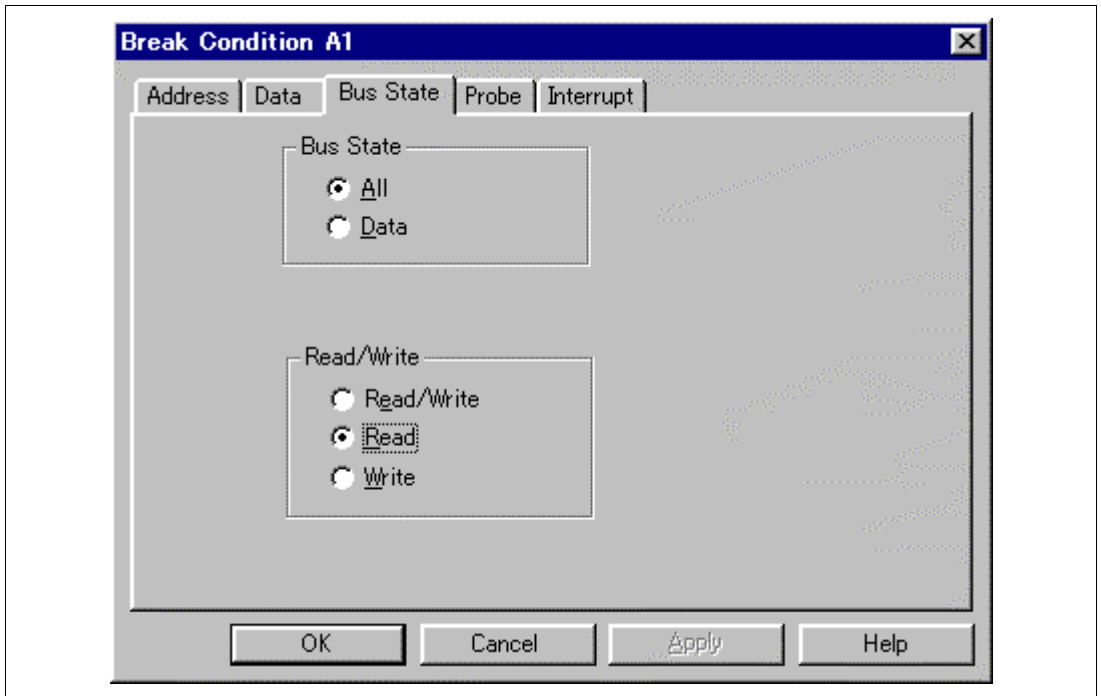 Break Condition A1
Address Data Bus State Probe Interrupt
Bus State
All
Data
Read/Write
Read/Write
Read
Write
OK Cancel Apply Help